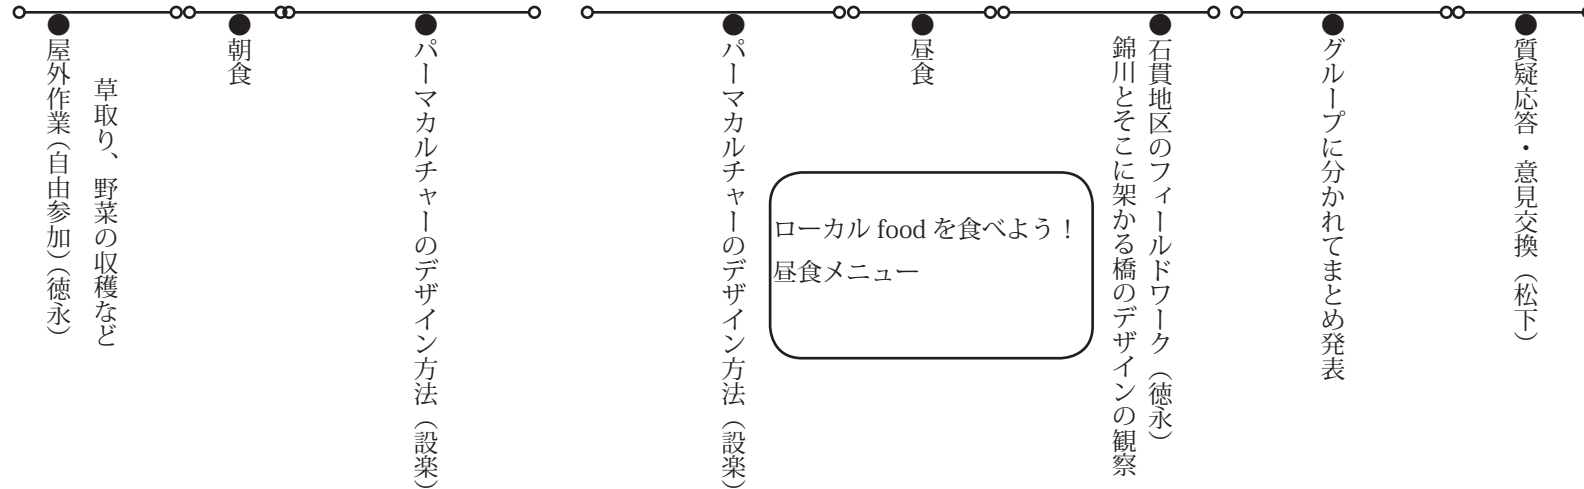 屋外作業（自由参加）（徳永）
草取り、野菜の収穫など
朝食
パーマカルチャーのデザイン方法（設楽）
パーマカルチャーのデザイン方法（設楽）
ローカル food を食べよう！
昼食メニュー
昼食
石貫地区のフィールドワーク（徳永）
錦川とそこに架かる橋のデザインの観察
グループに分かれてまとめ発表
質疑応答・意見交換（松下）